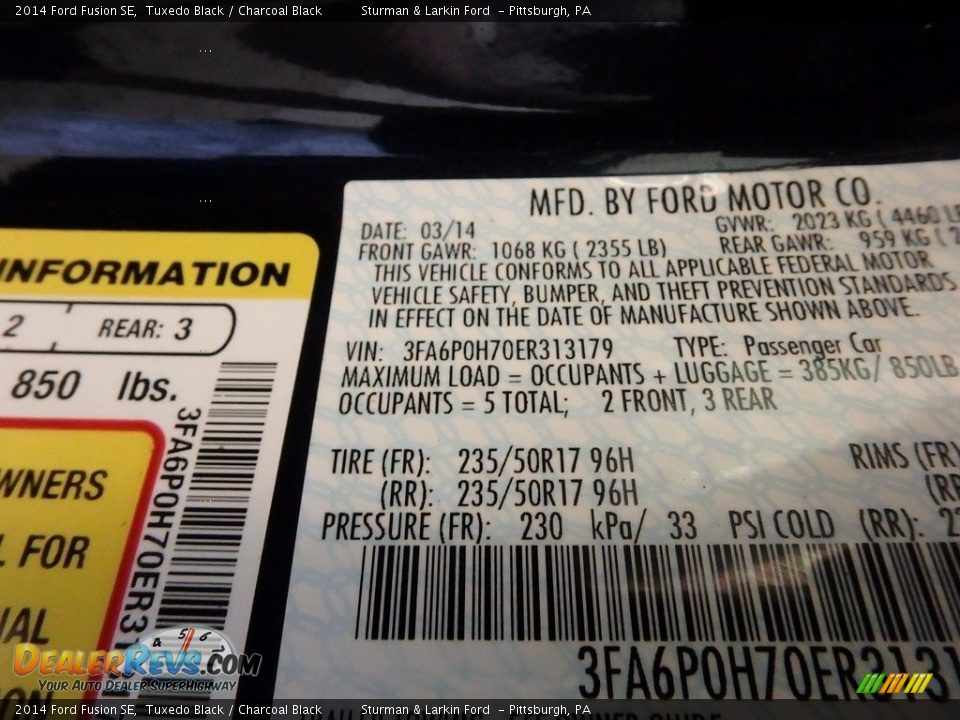 2014 Ford Fusion SE, Tuxedo Black / Charcoal Black Sturman & Larkin Ford - Pittsburgh, PA
INFORMATION
2 REAR: 3
850 lbs.
3FA6P0H70ER31
WNERS
L FOR
IAL
MFD. BY FORD MOTOR CO.
DATE: 03/14 GVWR: 2023 KG ( 4460 LB
FRONT GAWR: 1068 KG ( 2355 LB) REAR GAWR: 959 KG ( 2
THIS VEHICLE CONFORMS TO ALL APPLICABLE FEDERAL MOTOR
VEHICLE SAFETY, BUMPER, AND THEFT PREVENTION STANDARDS
IN EFFECT ON THE DATE OF MANUFACTURE SHOWN ABOVE.
VIN: 3FA6P0H70ER313179 TYPE: Passenger Car
MAXIMUM LOAD = OCCUPANTS + LUGGAGE = 385KG/ 850LB
OCCUPANTS = 5 TOTAL; 2 FRONT, 3 REAR
TIRE (FR): 235/50R17 96H RIMS (FR)
(RR): 235/50R17 96H (RR
PRESSURE (FR): 230 kPa/ 33 PSI COLD (RR): 23
3FA6P0H70ER3131
DEALERREVS.COM
YOUR AUTO DEALER SUPERHIGHWAY
2014 Ford Fusion SE, Tuxedo Black / Charcoal Black Sturman & Larkin Ford - Pittsburgh, PA